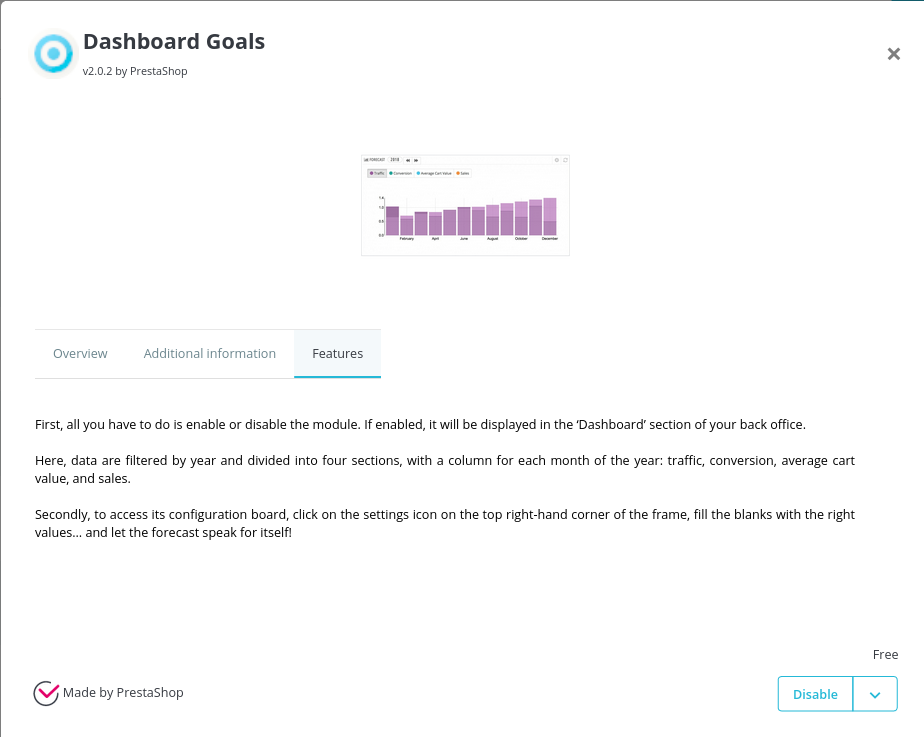 Dashboard Goals
v2.0.2 by PrestaShop
FORECAST 2018
Traffic Conversion Average Cart Value Sales
February April June August October December
Overview Additional information Features
First, all you have to do is enable or disable the module. If enabled, it will be displayed in the ‘Dashboard’ section of your back office.
Here, data are filtered by year and divided into four sections, with a column for each month of the year: traffic, conversion, average cart
value, and sales.
Secondly, to access its configuration board, click on the settings icon on the top right-hand corner of the frame, fill the blanks with the right
values... and let the forecast speak for itself!
Free
Made by PrestaShop
Disable